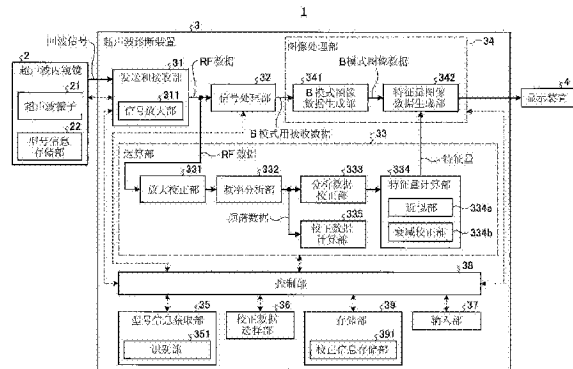 1
3
回波信号
超声波诊断装置
2
超声波内窥镜
21
超声波振子
22
型号信息
存储部
31
发送和接收部
311
信号放大部
RF数据
32
信号处理部
图像处理部
34
B模式图像数据
341
B模式图像
数据生成部
342
特征量图像
数据生成部
4
显示装置
B模式用接收数据
33
运算部
RF数据
特征量
331
放大校正部
332
频率分析部
333
分析数据
校正部
334
特征量计算部
近似部
334a
衰减校正部
334b
335
校正数据
计算部
频谱数据
38
控制部
35
型号信息获取部
351
识别部
36
校正数据
选择部
39
存储部
391
校正信息存储部
37
输入部